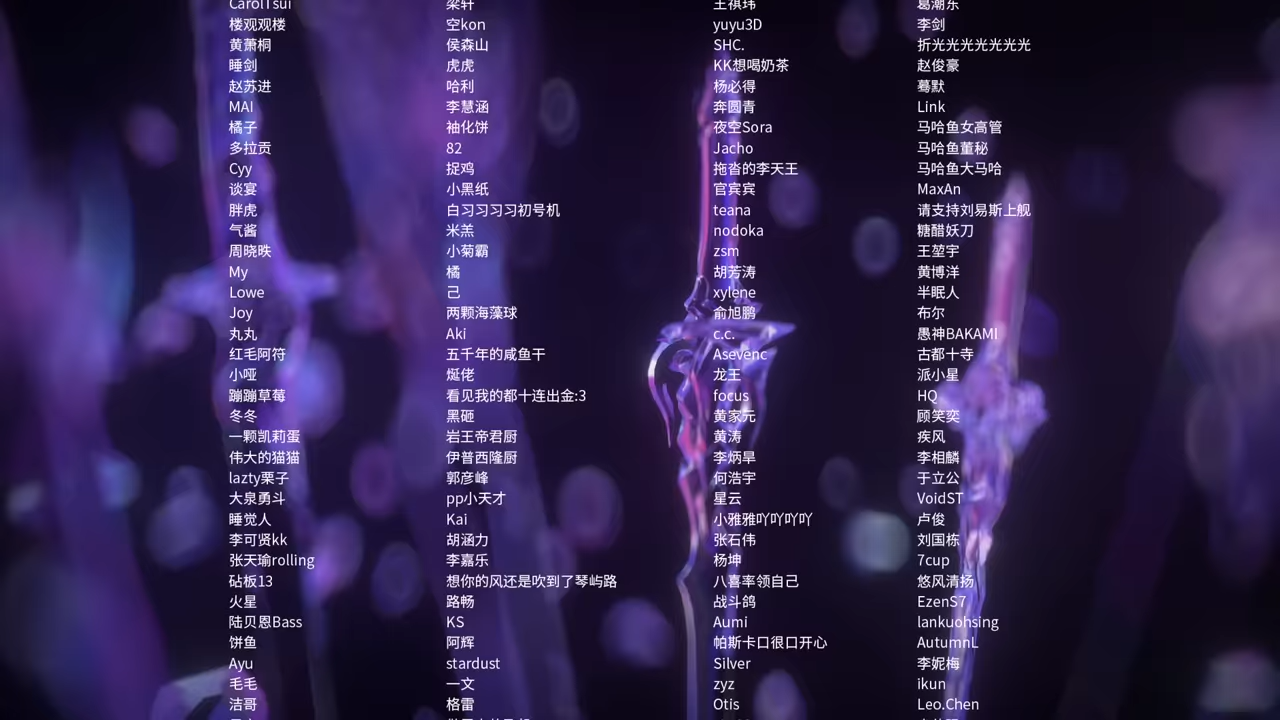 CarolTsui
楼观观楼
黄萧桐
睡剑
赵苏进
MAI
橘子
多拉贡
Cyy
谈宴
胖虎
气酱
周晓昳
My
Lowe
Joy
丸丸
红毛阿符
小哑
蹦蹦草莓
冬冬
一颗凯莉蛋
伟大的猫猫
lazty栗子
大泉勇斗
睡觉人
李可贤kk
张天瑜rolling
砧板13
火星
陆贝恩Bass
饼鱼
Ayu
毛毛
洁哥
梁轩
空kon
侯森山
虎虎
哈利
李慧涵
袖化饼
82
捉鸡
小黑纸
白习习习习初号机
米羔
小菊霸
橘
己
两颗海藻球
Aki
五千年的咸鱼干
烻佬
看见我的都十连出金:3
黑砸
岩王帝君厨
伊普西隆厨
郭彦峰
pp小天才
Kai
胡涵力
李嘉乐
想你的风还是吹到了琴屿路
路畅
KS
阿辉
stardust
一文
格雷
王祺玮
yuyu3D
SHC.
KK想喝奶茶
杨必得
奔圆青
夜空Sora
Jacho
拖沓的李天王
官宾宾
teana
nodoka
zsm
胡芳涛
xylene
俞旭鹏
c.c.
Asevenc
龙王
focus
黄家元
黄涛
李炳旱
何浩宇
星云
小雅雅吖吖吖吖
张石伟
杨坤
八喜率领自己
战斗鸽
Aumi
帕斯卡口很口开心
Silver
zyz
Otis
葛潮东
李剑
折光光光光光光光
赵俊豪
蓦默
Link
马哈鱼女高管
马哈鱼董秘
马哈鱼大马哈
MaxAn
请支持刘易斯上舰
糖醋妖刀
王堃宇
黄博洋
半眠人
布尔
愚神BAKAMI
古都十寺
派小星
HQ
顾笑奕
疾风
李相麟
于立公
VoidST
卢俊
刘国栋
7cup
悠风清扬
EzenS7
lankuohsing
AutumnL
李妮梅
ikun
Leo.Chen